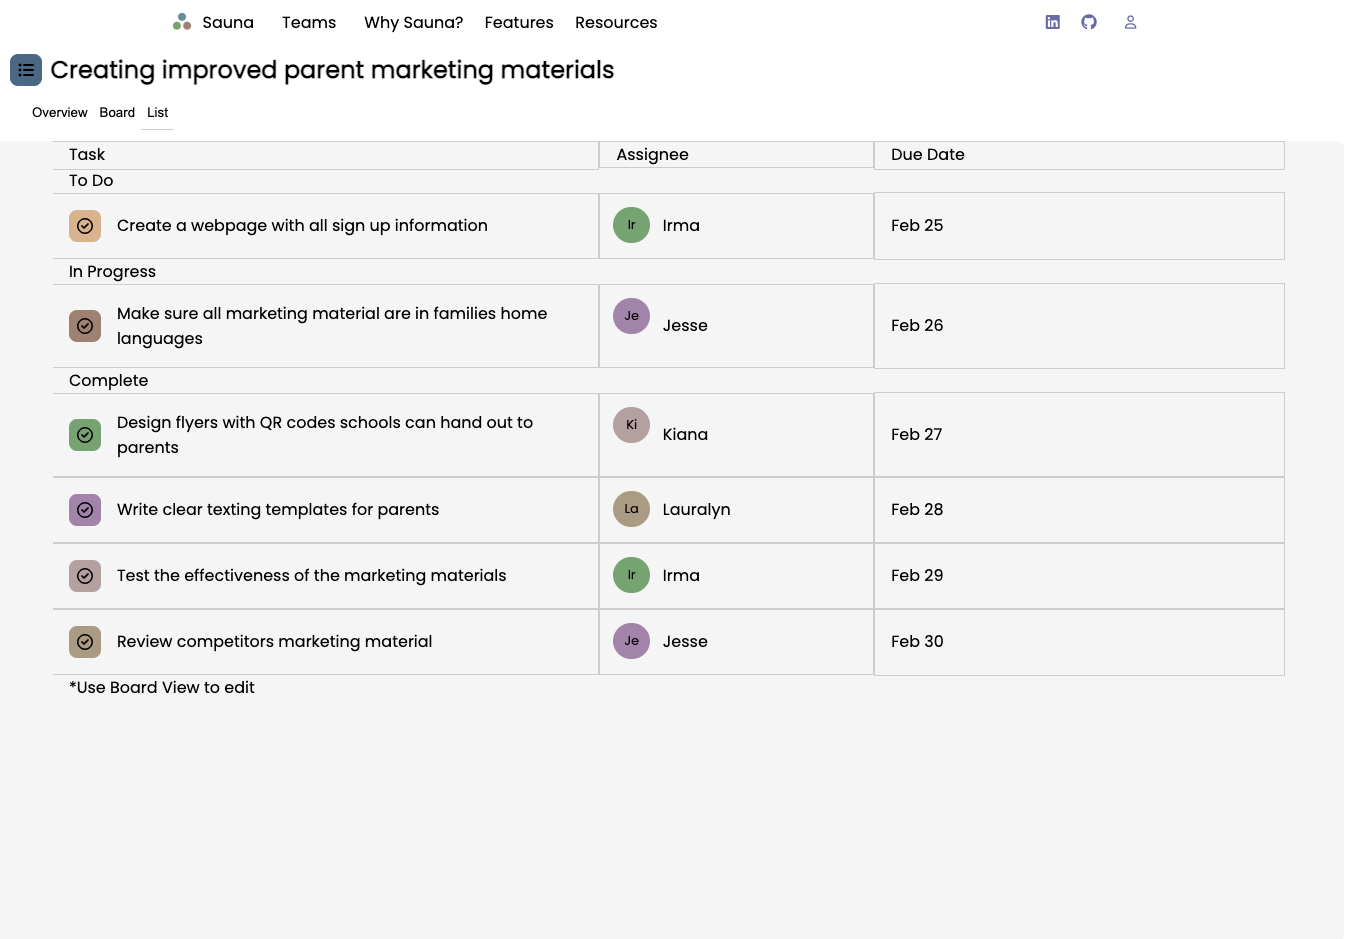 Sauna Teams Why Sauna? Features Resources
Creating improved parent marketing materials
Overview Board List
Task Assignee Due Date
To Do
Create a webpage with all sign up information Ir Irma Feb 25
In Progress
Make sure all marketing material are in families home
languages Je Jesse Feb 26
Complete
Design flyers with QR codes schools can hand out to
parents Ki Kiana Feb 27
Write clear texting templates for parents La Lauralyn Feb 28
Test the effectiveness of the marketing materials Ir Irma Feb 29
Review competitors marketing material Je Jesse Feb 30
*Use Board View to edit